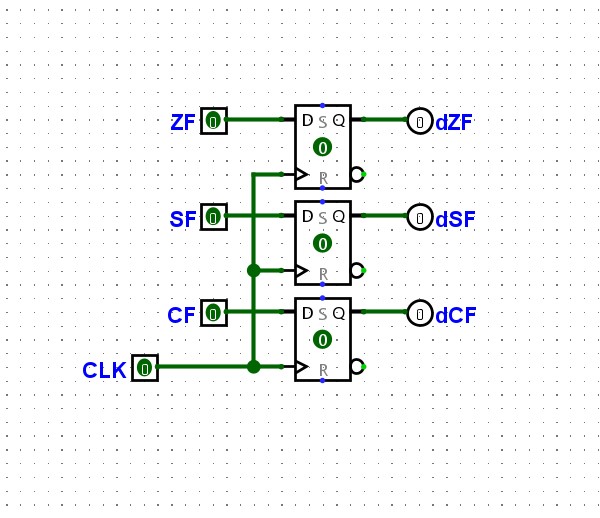 ZF 0 D S Q 0 dZF
0
R
SF 0 D S Q 0 dSF
0
R
CF 0 D S Q 0 dCF
0
CLK 0 R